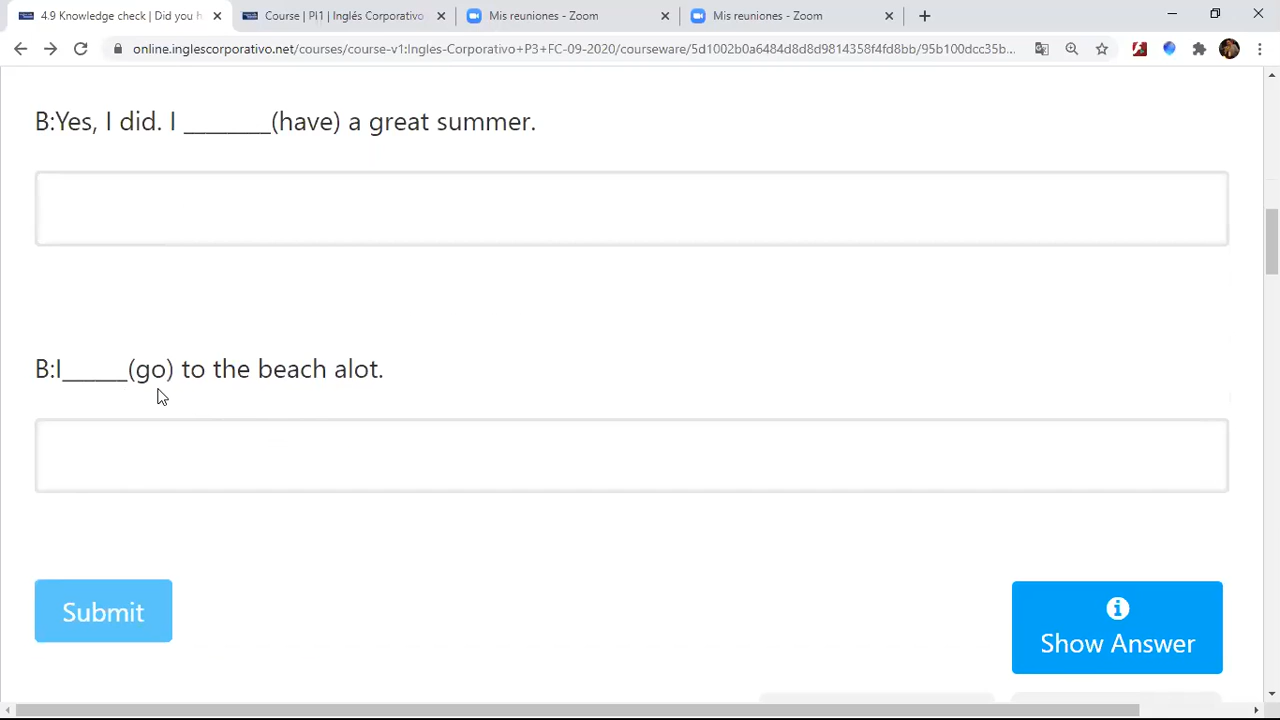 4.9 Knowledge check | Did you h
Course | PI1 | Inglés Corporativo
Mis reuniones - Zoom
Mis reuniones - Zoom
online.inglescorporativo.net/courses/course-v1:Ingles-Corporativo+P3+FC-09-2020/courseware/5d1002b0a6484d8d8d9814358f4fd8bb/95b100dcc35b...
B:Yes, I did. I ________(have) a great summer.
B:I______(go) to the beach alot.
Submit
Show Answer